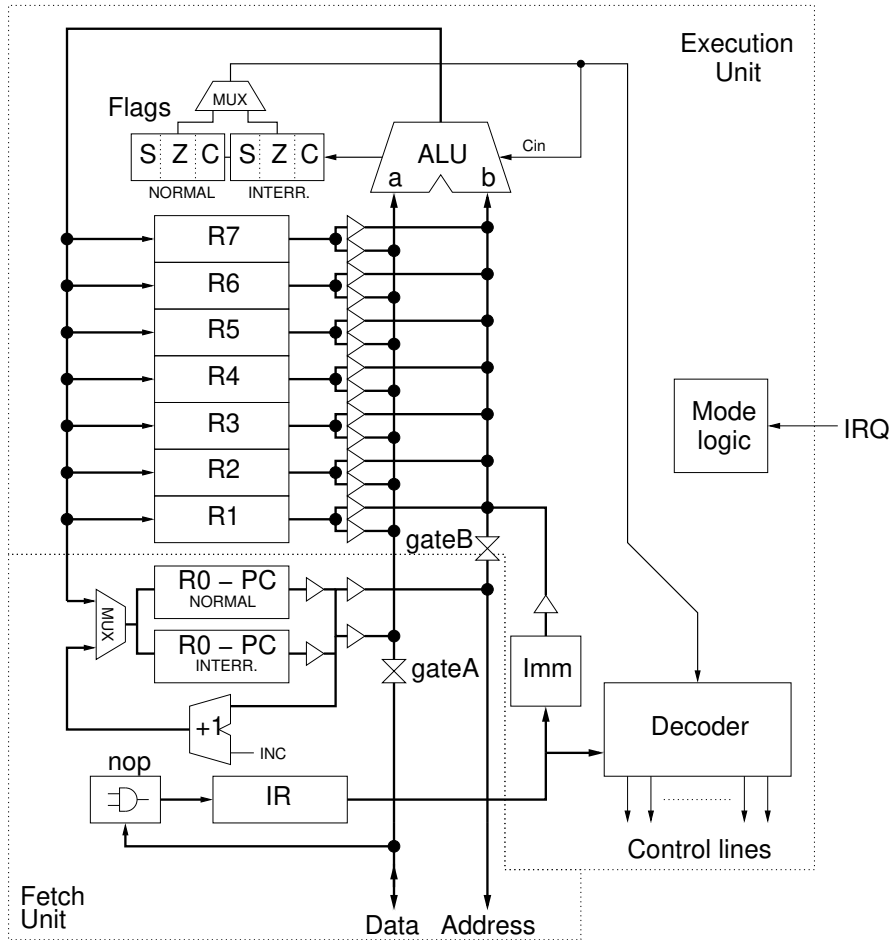 Execution
Unit
MUX
Flags
S Z C
S Z C
NORMAL
INTERR.
ALU
a
b
Cin
R7
R6
R5
R4
R3
R2
R1
Mode
logic
IRQ
gateB
R0 – PC
NORMAL
MUX
R0 – PC
INTERR.
gateA
Imm
+1
INC
Decoder
nop
IR
Control lines
Fetch
Unit
Data
Address